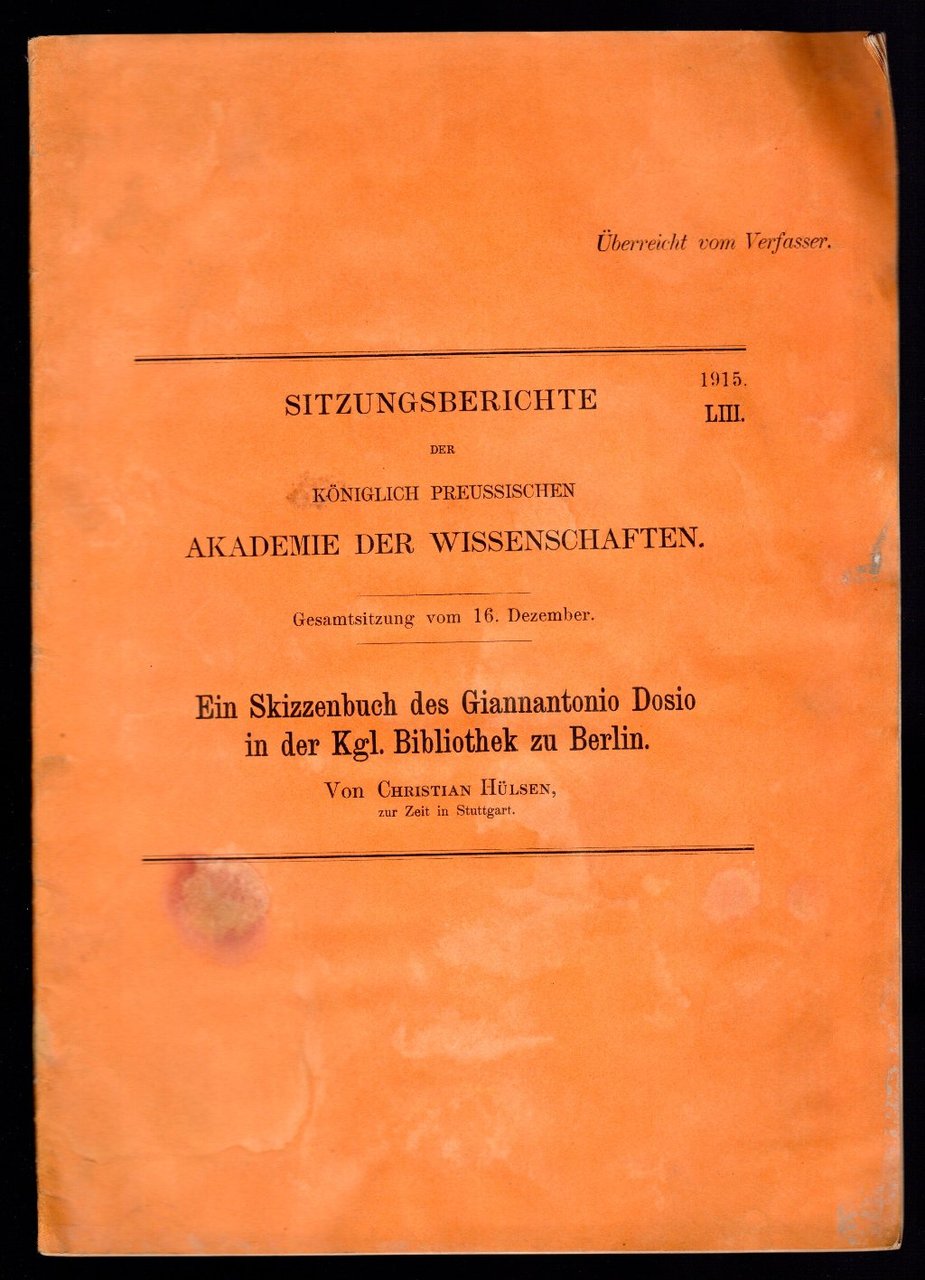 Überreicht vom Verfasser.
1915.
SITZUNGSBERICHTE
LIII.
DER
KÖNIGLICH PREUSSISCHEN
AKADEMIE DER WISSENSCHAFTEN.
Gesamtsitzung vom 16. Dezember.
Ein Skizzenbuch des Giannantonio Dosio
in der Kgl. Bibliothek zu Berlin.
Von CHRISTIAN HÜLSEN,
zur Zeit in Stuttgart.